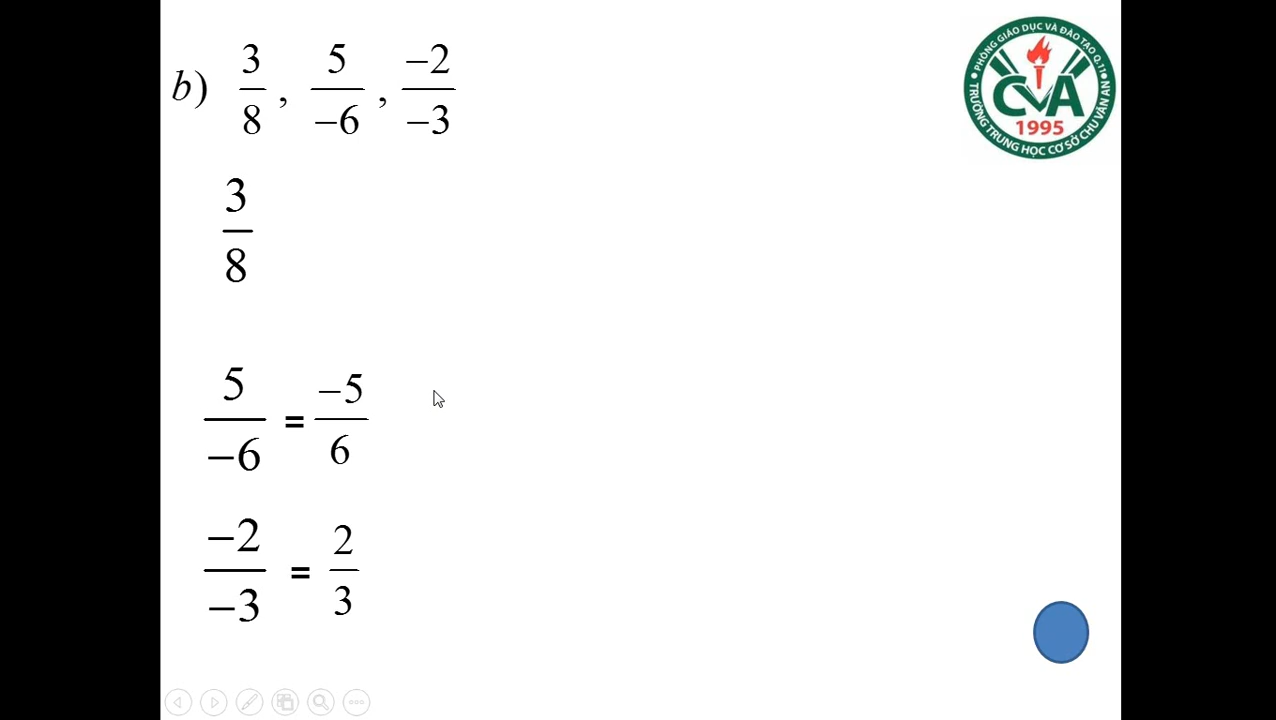 b) 3/8 , 5/−6 , −2/−3
PHÒNG GIÁO DỤC VÀ ĐÀO TẠO Q.11
CVA
1995
TRƯỜNG TRUNG HỌC CƠ SỞ CHU VĂN AN
3/8
5/−6 = −5/6
−2/−3 = 2/3